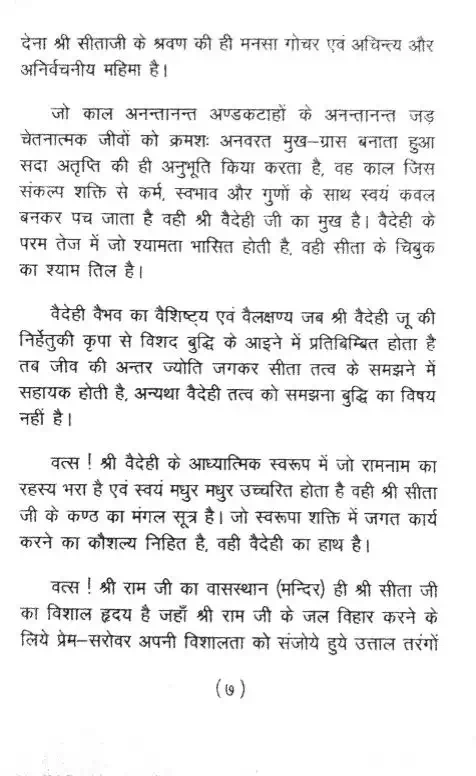 देना श्री सीताजी के श्रवण की ही मनसा गोचर एवं अचिन्त्य और
अनिर्वचनीय महिमा है।
जो काल अनन्तानन्त अण्डकटाहों के अनन्तानन्त जड़
चेतनात्मक जीवों को क्रमशः अनवरत मुख–ग्रास बनाता हुआ
सदा अतृप्ति की ही अनुभूति किया करता है, वह काल जिस
संकल्प शक्ति से कर्म, स्वभाव और गुणों के साथ स्वयं कवल
बनकर पच जाता है वही श्री वैदेही जी का मुख है। वैदेही के
परम तेज में जो श्यामता भासित होती है, वही सीता के चिबुक
का श्याम तिल है।
वैदेही वैभव का वैशिष्ट्य एवं वैलक्षण्य जब श्री वैदेही जू की
निर्हेतुकी कृपा से विशद बुद्धि के आइने में प्रतिबिम्बित होता है
तब जीव की अन्तर ज्योति जगकर सीता तत्व के समझने में
सहायक होती है, अन्यथा वैदेही तत्व को समझना बुद्धि का विषय
नहीं है।
वत्स ! श्री वैदेही के आध्यात्मिक स्वरूप में जो रामनाम का
रहस्य भरा है एवं स्वयं मधुर मधुर उच्चरित होता है वही श्री सीता
जी के कण्ठ का मंगल सूत्र है। जो स्वरूपा शक्ति में जगत कार्य
करने का कौशल्य निहित है, वही वैदेही का हाथ है।
वत्स ! श्री राम जी का वासस्थान (मन्दिर) ही श्री सीता जी
का विशाल हृदय है जहाँ श्री राम जी के जल विहार करने के
लिये प्रेम–सरोवर अपनी विशालता को संजोये हुये उत्ताल तरंगों
(७)